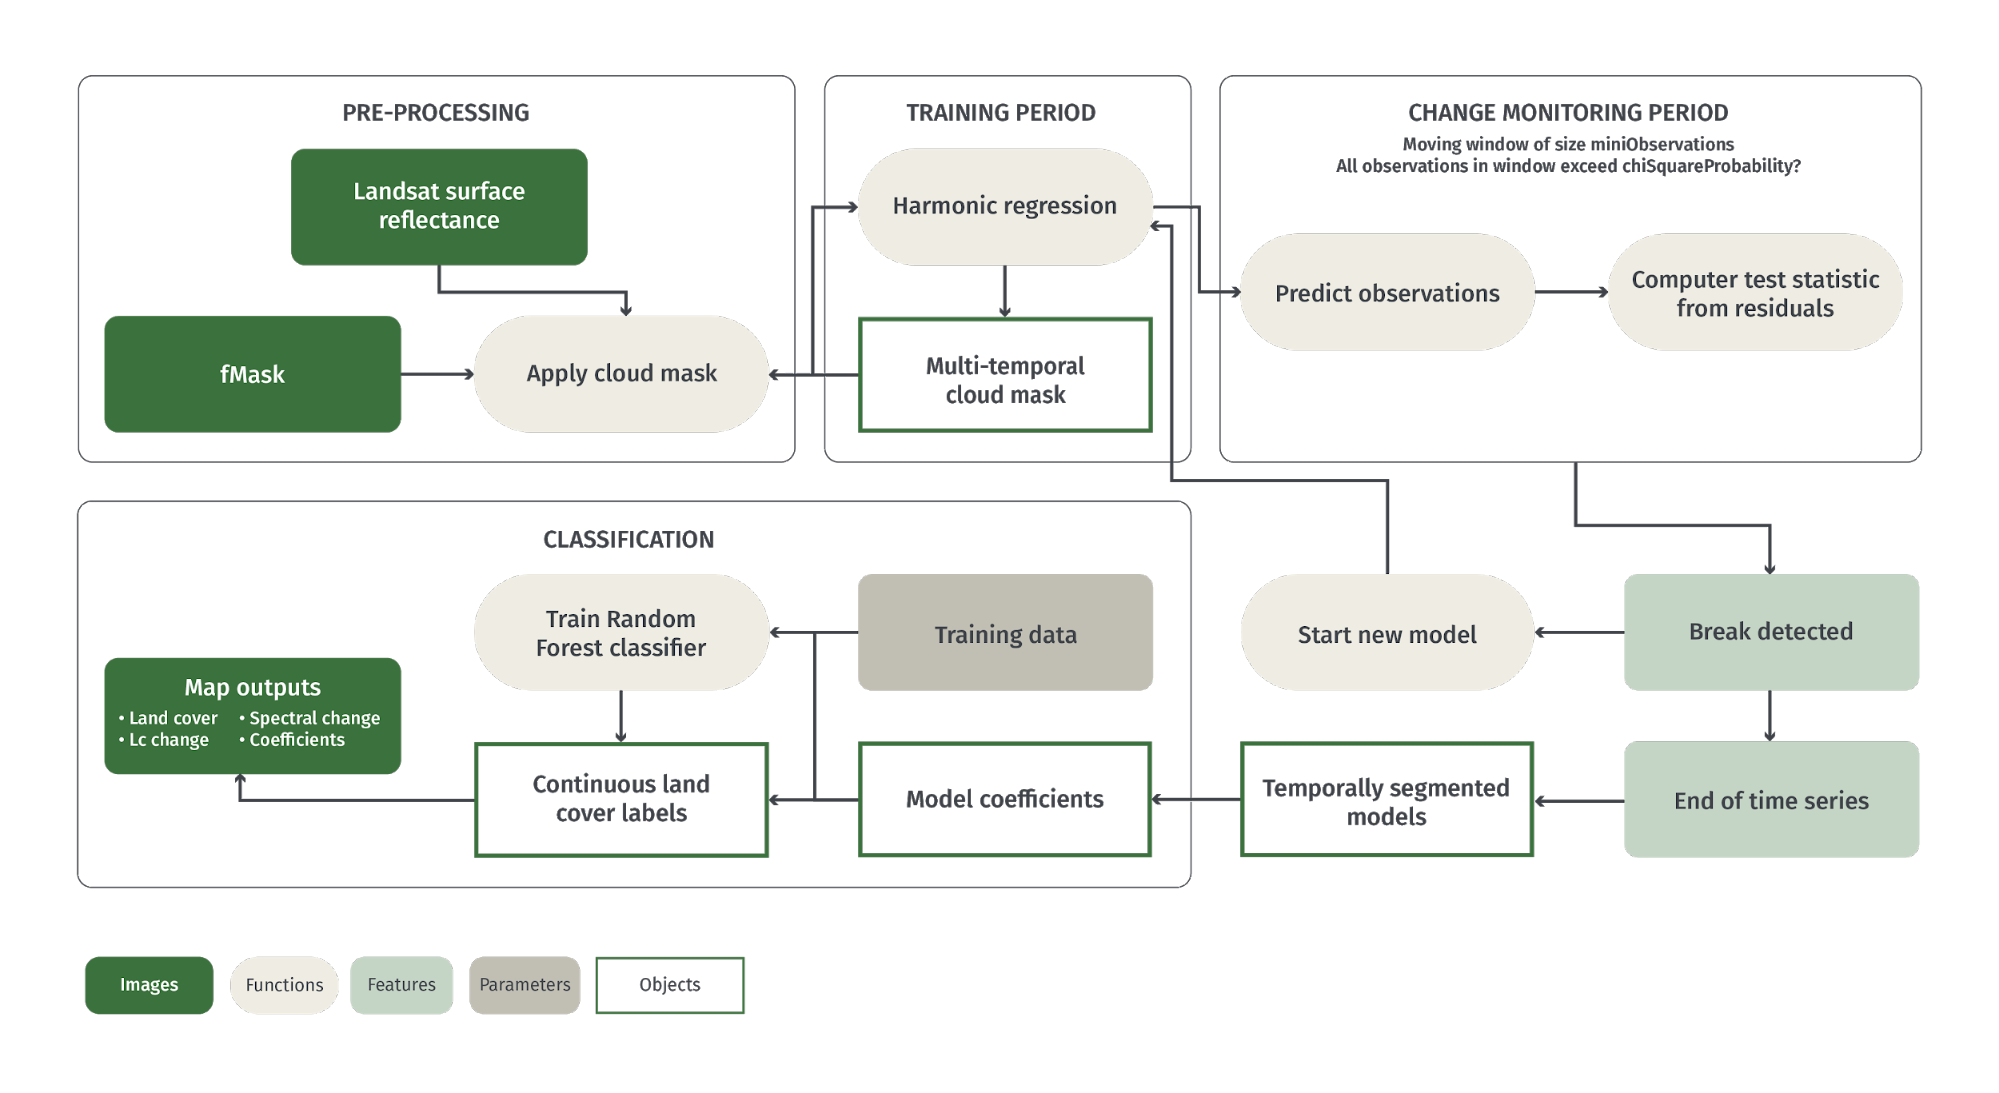 PRE-PROCESSING
Landsat surface
reflectance
fMask
Apply cloud mask
TRAINING PERIOD
Harmonic regression
Multi-temporal
cloud mask
CHANGE MONITORING PERIOD
Moving window of size miniObservations
All observations in window exceed chiSquareProbability?
Predict observations
Computer test statistic
from residuals
CLASSIFICATION
Train Random
Forest classifier
Training data
Map outputs
• Land cover • Spectral change
• Lc change • Coefficients
Continuous land
cover labels
Model coefficients
Start new model
Break detected
Temporally segmented
models
End of time series
Images
Functions
Features
Parameters
Objects